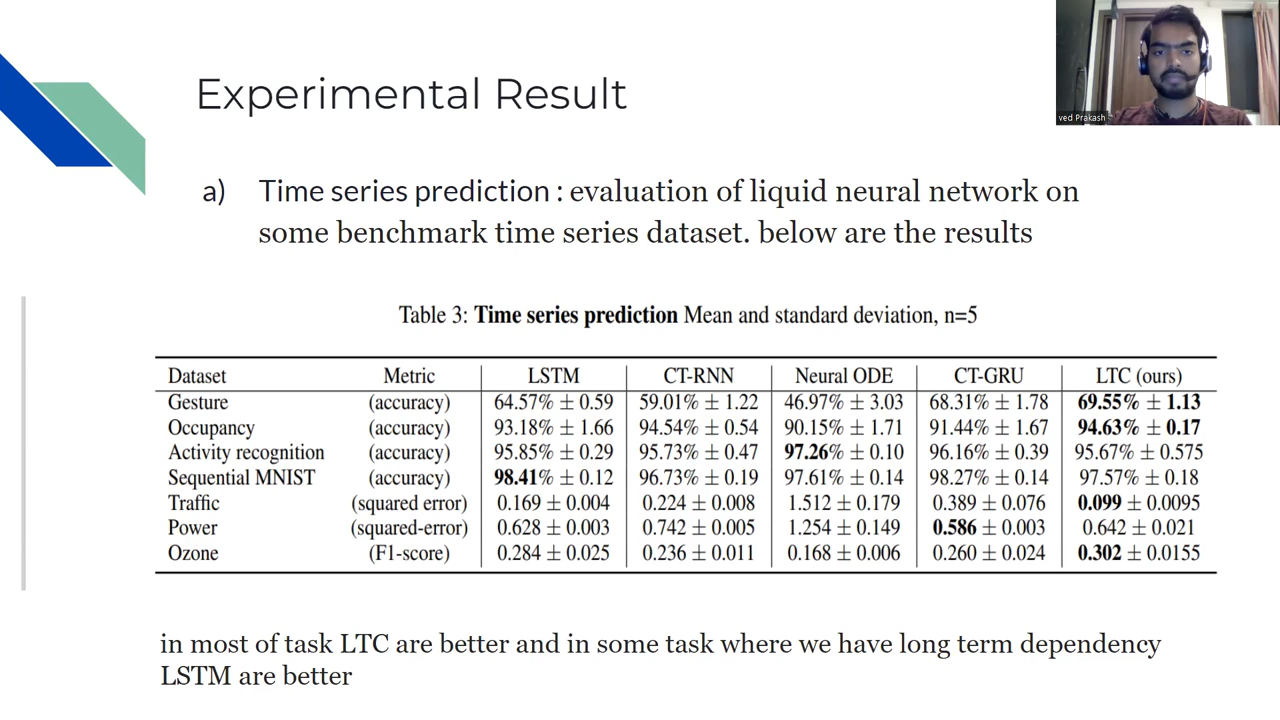 Experimental Result
ved Prakash
a) Time series prediction : evaluation of liquid neural network on
some benchmark time series dataset. below are the results
Table 3: Time series prediction Mean and standard deviation, n=5
Dataset Metric LSTM CT-RNN Neural ODE CT-GRU LTC (ours)
Gesture (accuracy) 64.57% ± 0.59 59.01% ± 1.22 46.97% ± 3.03 68.31% ± 1.78 69.55% ± 1.13
Occupancy (accuracy) 93.18% ± 1.66 94.54% ± 0.54 90.15% ± 1.71 91.44% ± 1.67 94.63% ± 0.17
Activity recognition (accuracy) 95.85% ± 0.29 95.73% ± 0.47 97.26% ± 0.10 96.16% ± 0.39 95.67% ± 0.575
Sequential MNIST (accuracy) 98.41% ± 0.12 96.73% ± 0.19 97.61% ± 0.14 98.27% ± 0.14 97.57% ± 0.18
Traffic (squared error) 0.169 ± 0.004 0.224 ± 0.008 1.512 ± 0.179 0.389 ± 0.076 0.099 ± 0.0095
Power (squared-error) 0.628 ± 0.003 0.742 ± 0.005 1.254 ± 0.149 0.586 ± 0.003 0.642 ± 0.021
Ozone (F1-score) 0.284 ± 0.025 0.236 ± 0.011 0.168 ± 0.006 0.260 ± 0.024 0.302 ± 0.0155
in most of task LTC are better and in some task where we have long term dependency
LSTM are better